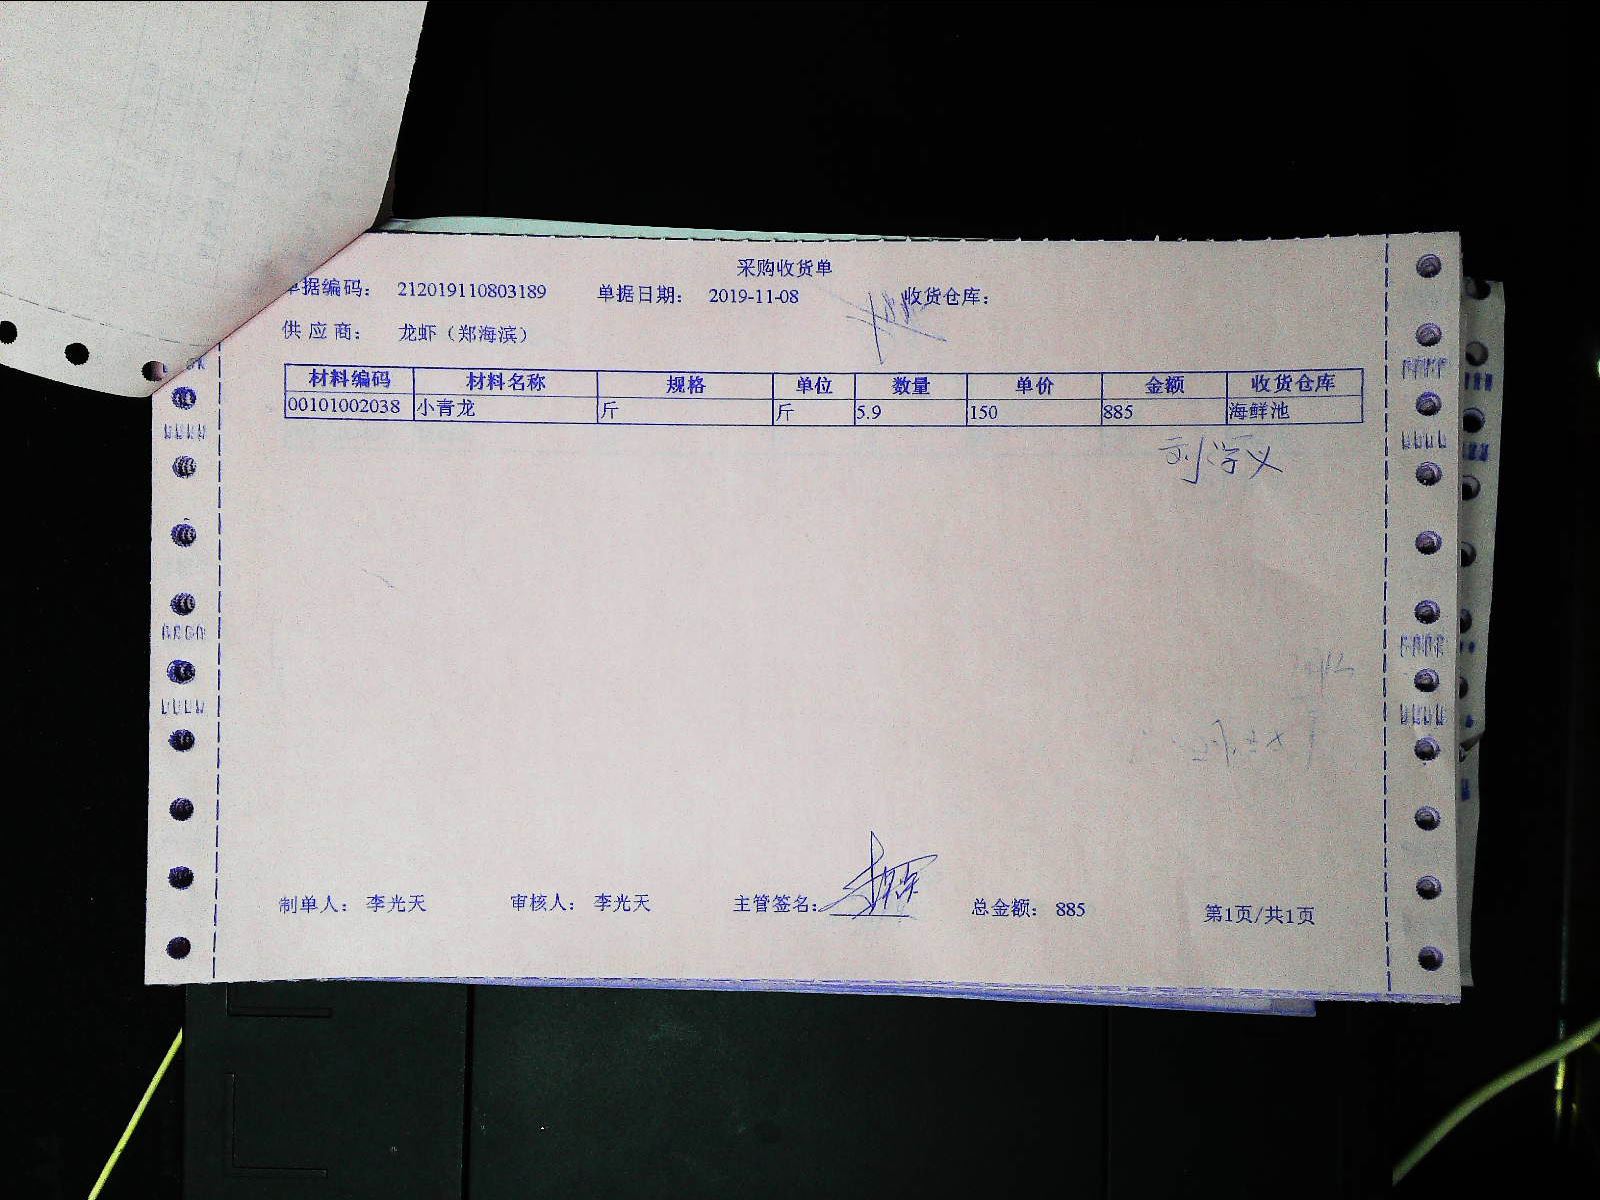 采购收货单
单据编码： 212019110803189 单据日期： 2019-11-08 收货仓库：
供 应 商： 龙虾（郑海滨）
材料编码 材料名称 规格 单位 数量 单价 金额 收货仓库
00101002038 小青龙 斤 斤 5.9 150 885 海鲜池
刘学义
制单人： 李光天 审核人： 李光天 主管签名： 总金额： 885 第1页/共1页